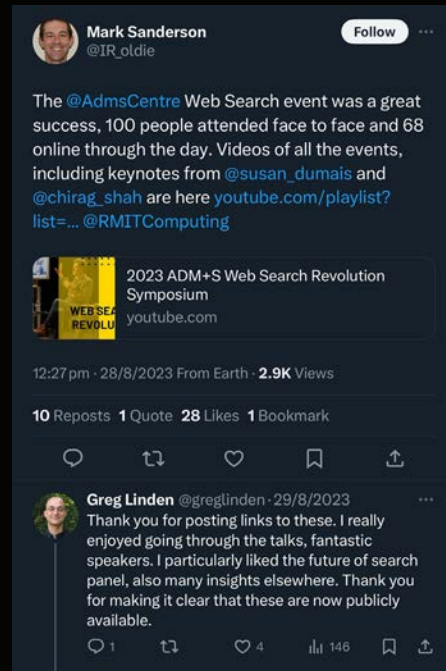 Mark Sanderson
@IR_oldie
Follow
The @AdmsCentre Web Search event was a great
success, 100 people attended face to face and 68
online through the day. Videos of all the events,
including keynotes from @susan_dumais and
@chirag_shah are here youtube.com/playlist?
list=... @RMITComputing
WEB SEA
REVOLU
2023 ADM+S Web Search Revolution
Symposium
youtube.com
12:27 pm · 28/8/2023 From Earth · 2.9K Views
10 Reposts 1 Quote 28 Likes 1 Bookmark
Greg Linden @greglinden · 29/8/2023
Thank you for posting links to these. I really
enjoyed going through the talks, fantastic
speakers. I particularly liked the future of search
panel, also many insights elsewhere. Thank you
for making it clear that these are now publicly
available.
1 4 146